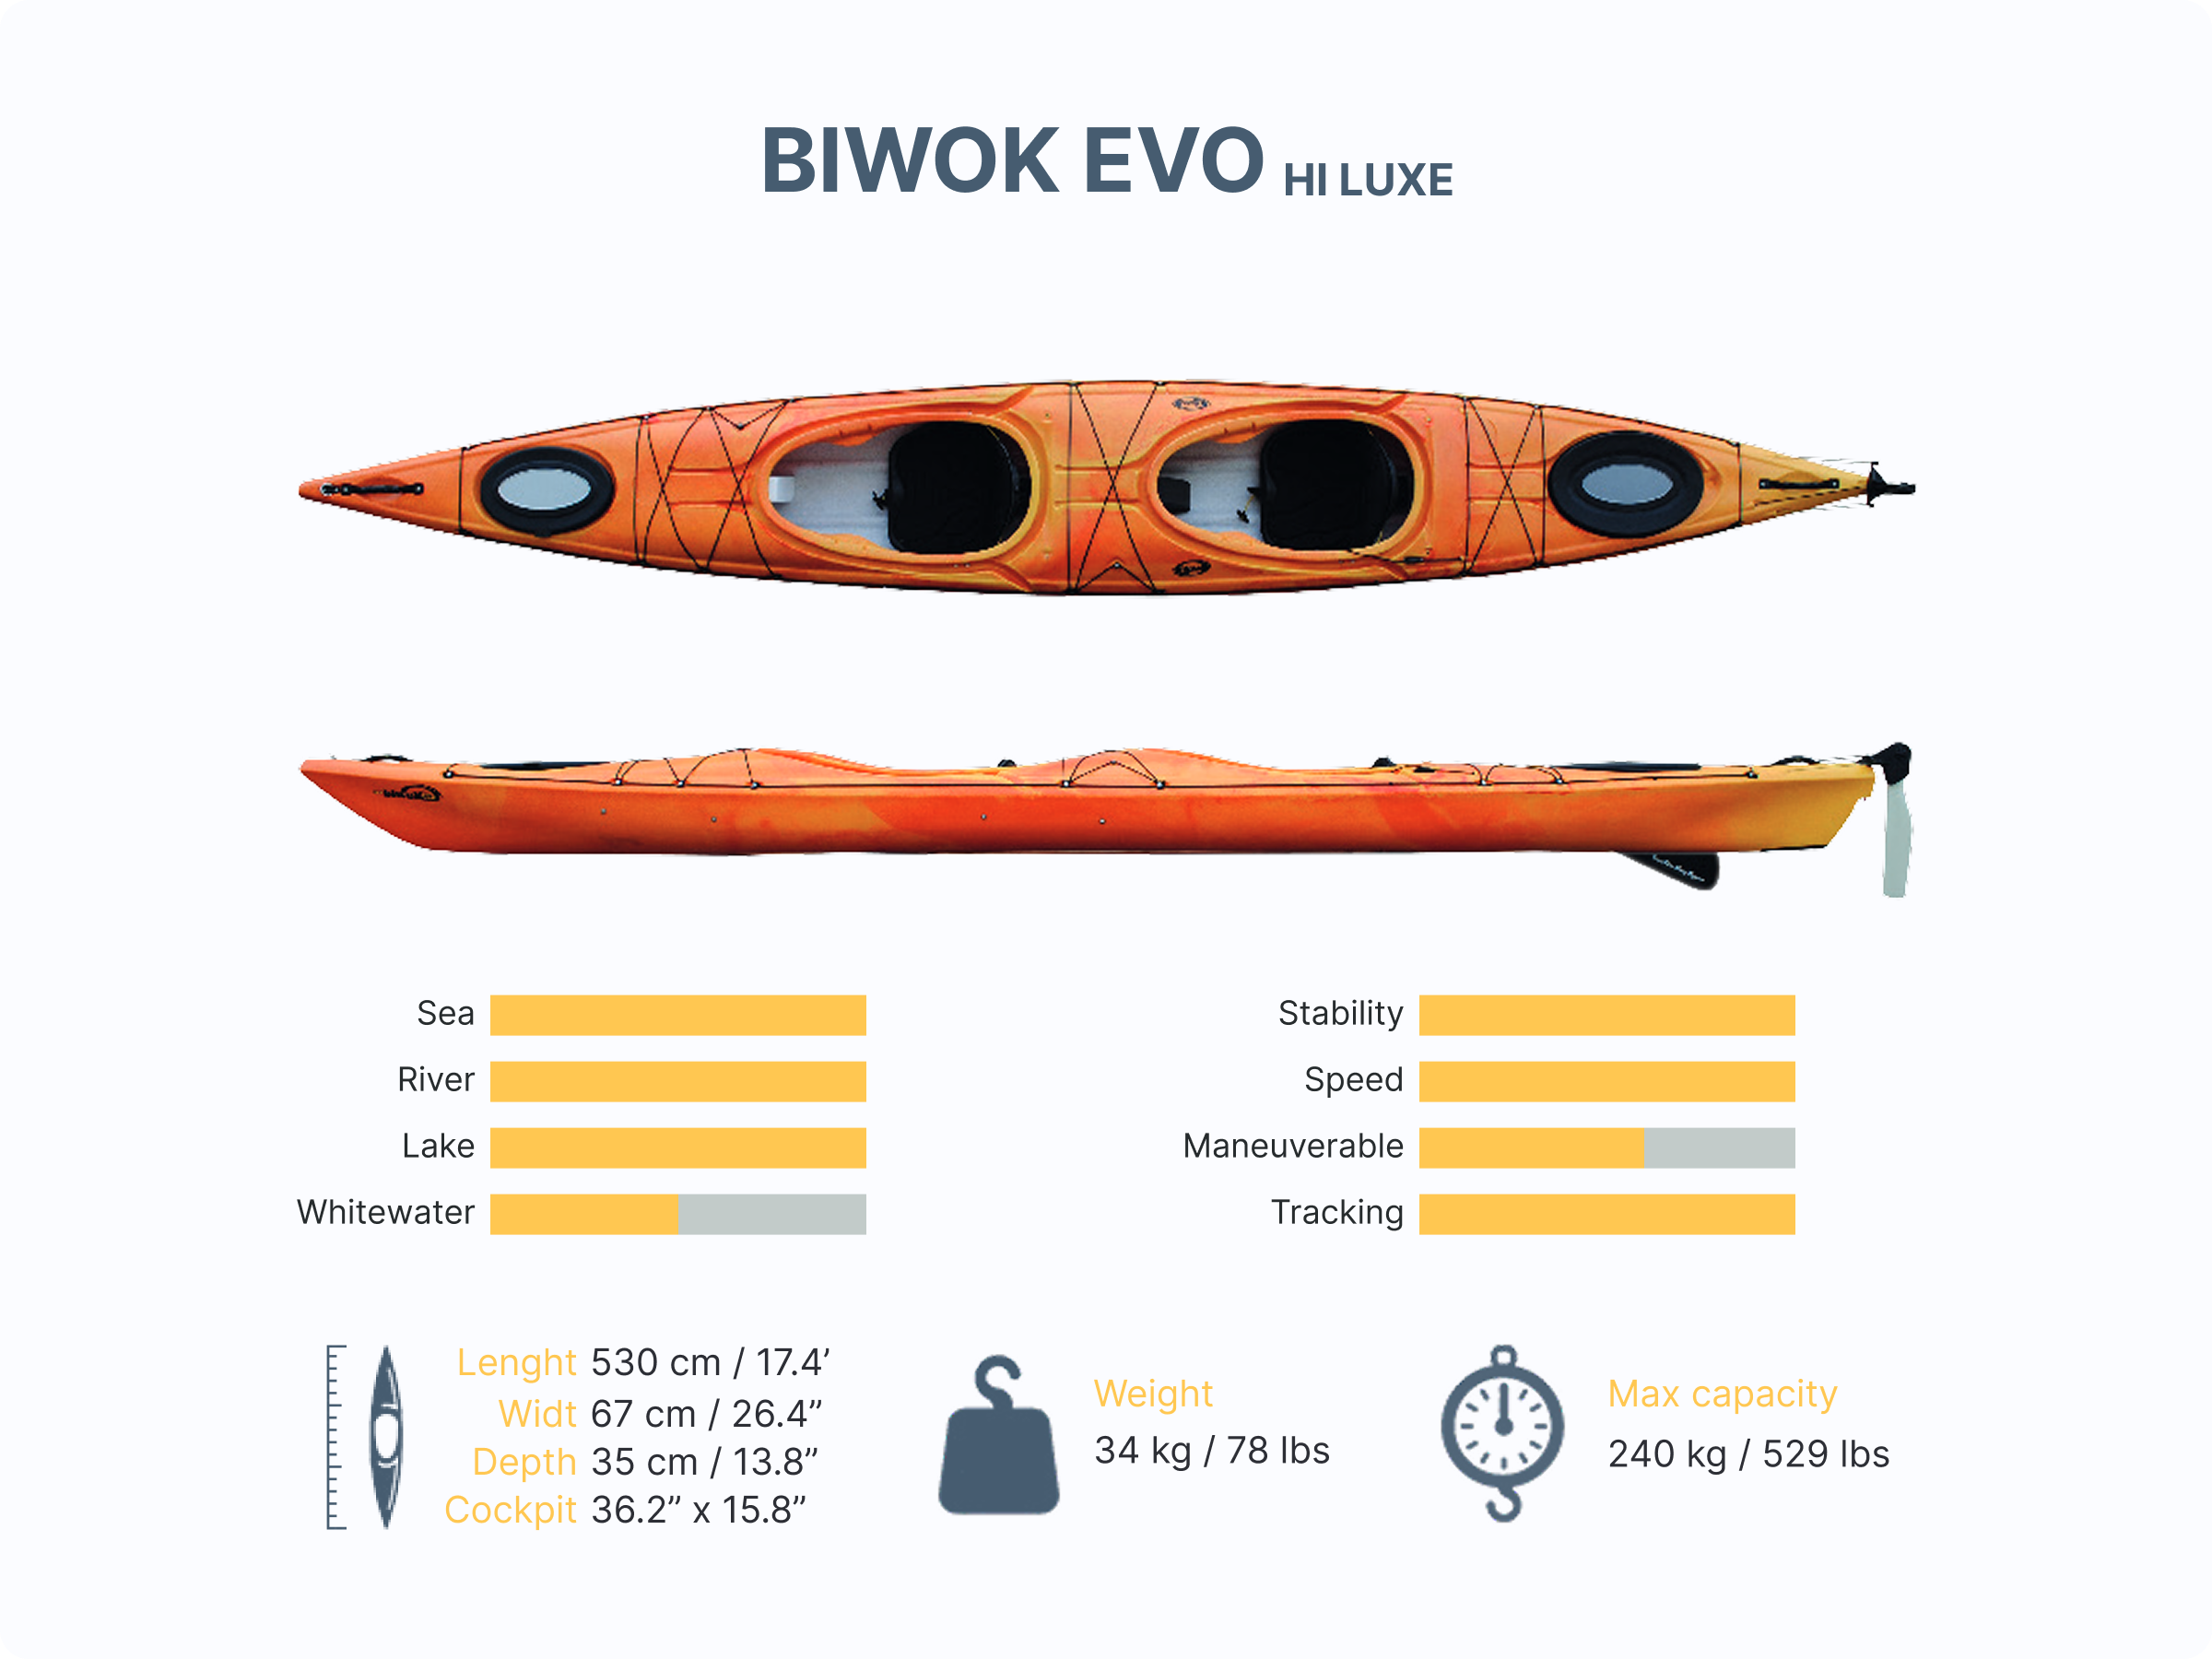 BIWOK EVO HI LUXE
biwok
Sea
River
Lake
Whitewater
Stability
Speed
Maneuverable
Tracking
Lenght 530 cm / 17.4’
Widt 67 cm / 26.4”
Depth 35 cm / 13.8”
Cockpit 36.2” x 15.8”
Weight
34 kg / 78 lbs
Max capacity
240 kg / 529 lbs